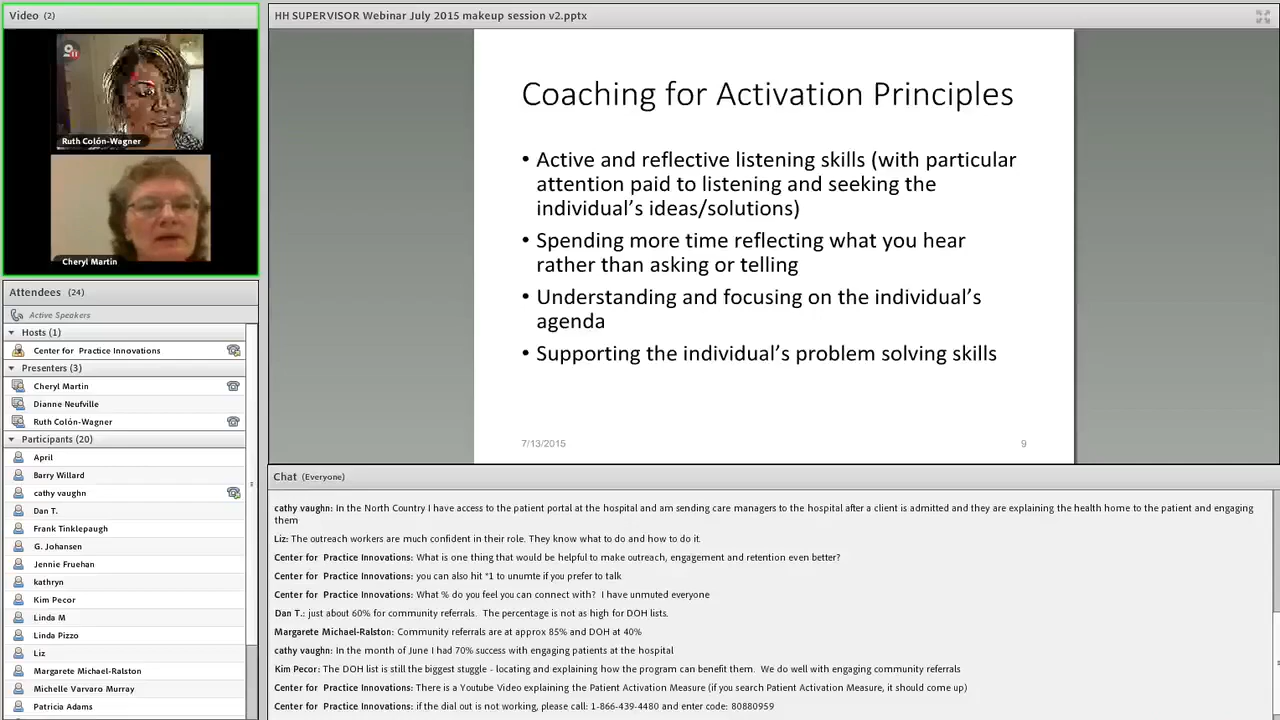 Video (2)
Ruth Colón-Wagner
Cheryl Martin
Attendees (24)
Active Speakers
Hosts (1)
Center for Practice Innovations
Presenters (3)
Cheryl Martin
Dianne Neufville
Ruth Colón-Wagner
Participants (20)
April
Barry Willard
cathy vaughn
Dan T.
Frank Tinklepaugh
G. Johansen
Jennie Fruehan
kathryn
Kim Pecor
Linda M
Linda Pizzo
Liz
Margarete Michael-Ralston
Michelle Varvaro Murray
Patricia Adams
HH SUPERVISOR Webinar July 2015 makeup session v2.pptx
Coaching for Activation Principles
• Active and reflective listening skills (with particular
attention paid to listening and seeking the
individual’s ideas/solutions)
• Spending more time reflecting what you hear
rather than asking or telling
• Understanding and focusing on the individual’s
agenda
• Supporting the individual’s problem solving skills
7/13/2015
9
Chat (Everyone)
cathy vaughn: In the North Country I have access to the patient portal at the hospital and am sending care managers to the hospital after a client is admitted and they are explaining the health home to the patient and engaging
them
Liz: The outreach workers are much confident in their role. They know what to do and how to do it.
Center for Practice Innovations: What is one thing that would be helpful to make outreach, engagement and retention even better?
Center for Practice Innovations: you can also hit *1 to unumte if you prefer to talk
Center for Practice Innovations: What % do you feel you can connect with? I have unmuted everyone
Dan T.: just about 60% for community referrals. The percentage is not as high for DOH lists.
Margarete Michael-Ralston: Community referrals are at approx 85% and DOH at 40%
cathy vaughn: In the month of June I had 70% success with engaging patients at the hospital
Kim Pecor: The DOH list is still the biggest stuggle - locating and explaining how the program can benefit them. We do well with engaging community referrals
Center for Practice Innovations: There is a Youtube Video explaining the Patient Activation Measure (if you search Patient Activation Measure, it should come up)
Center for Practice Innovations: if the dial out is not working, please call: 1-866-439-4480 and enter code: 80880959